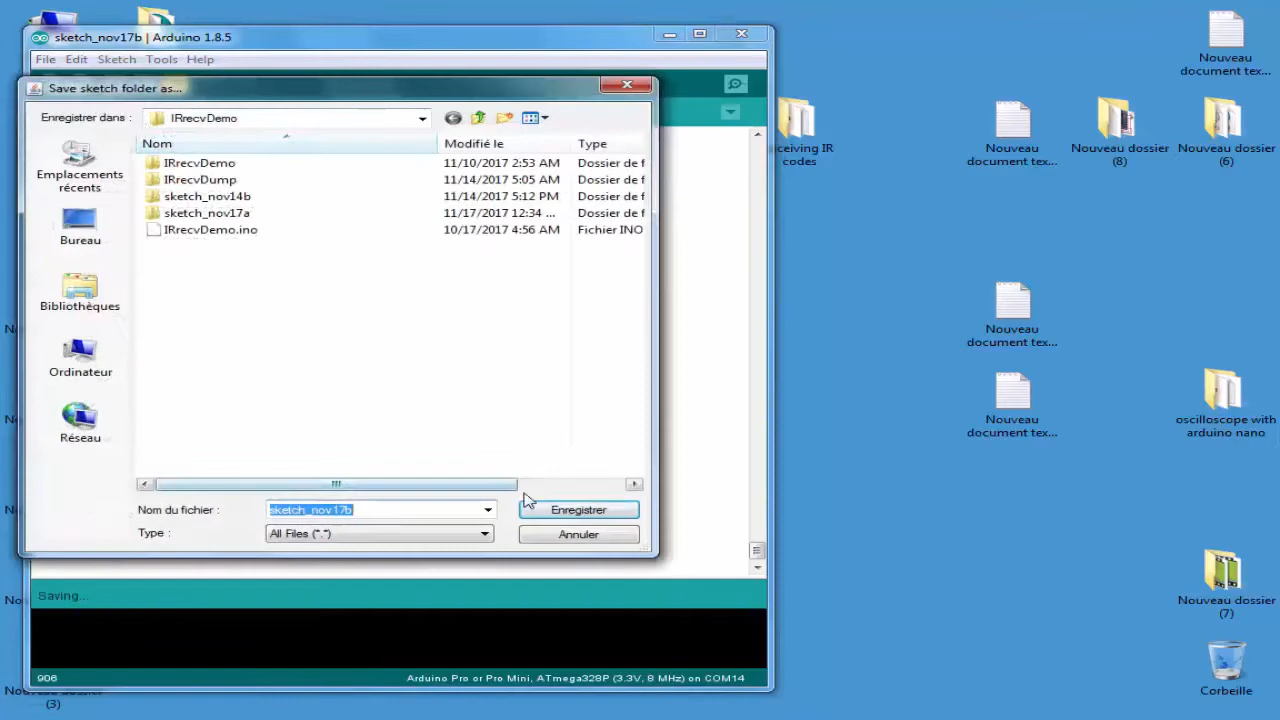 sketch_nov17b | Arduino 1.8.5
File Edit Sketch Tools Help
Save sketch folder as...
Enregistrer dans : IRrecvDemo
Nom Modifié le Type
IRrecvDemo 11/10/2017 2:53 AM Dossier de f
IRrecvDump 11/14/2017 5:05 AM Dossier de f
sketch_nov14b 11/14/2017 5:12 PM Dossier de f
sketch_nov17a 11/17/2017 12:34 ... Dossier de f
IRrecvDemo.ino 10/17/2017 4:56 AM Fichier INO
Emplacements
récents
Bureau
Bibliothèques
Ordinateur
Réseau
Nom du fichier : sketch_nov17b Enregistrer
Type : All Files (*.*) Annuler
Saving...
906 Arduino Pro or Pro Mini, ATmega328P (3.3V, 8 MHz) on COM14
Nouveau
document tex...
ceiving IR
codes
Nouveau
document tex...
Nouveau dossier
(8)
Nouveau dossier
(6)
Nouveau
document tex...
Nouveau
document tex...
oscilloscope with
arduino nano
Nouveau dossier
(7)
Corbeille
(3)